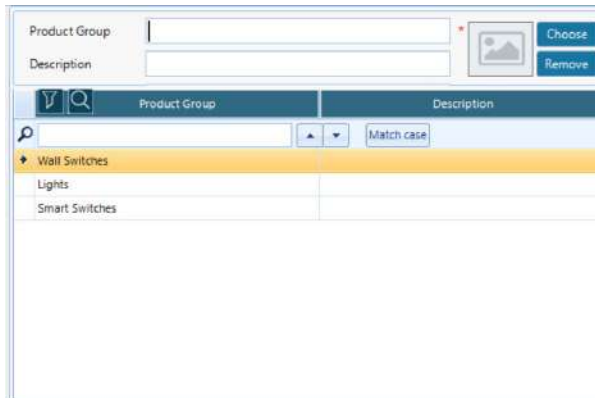 Product Group *
Choose
Description
Remove
Product Group Description
Match case
Wall Switches
Lights
Smart Switches